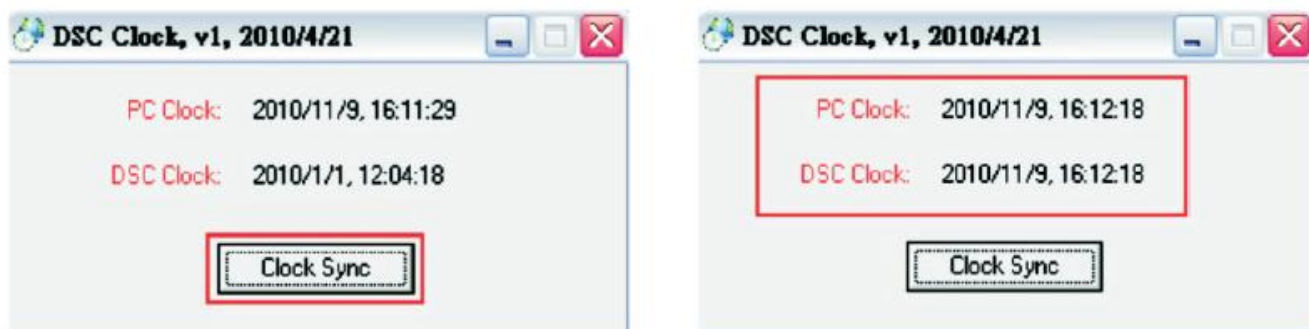 DSC Clock, v1, 2010/4/21
PC Clock: 2010/11/9, 16:11:29
DSC Clock: 2010/1/1, 12:04:18
Clock Sync
DSC Clock, v1, 2010/4/21
PC Clock: 2010/11/9, 16:12:18
DSC Clock: 2010/11/9, 16:12:18
Clock Sync